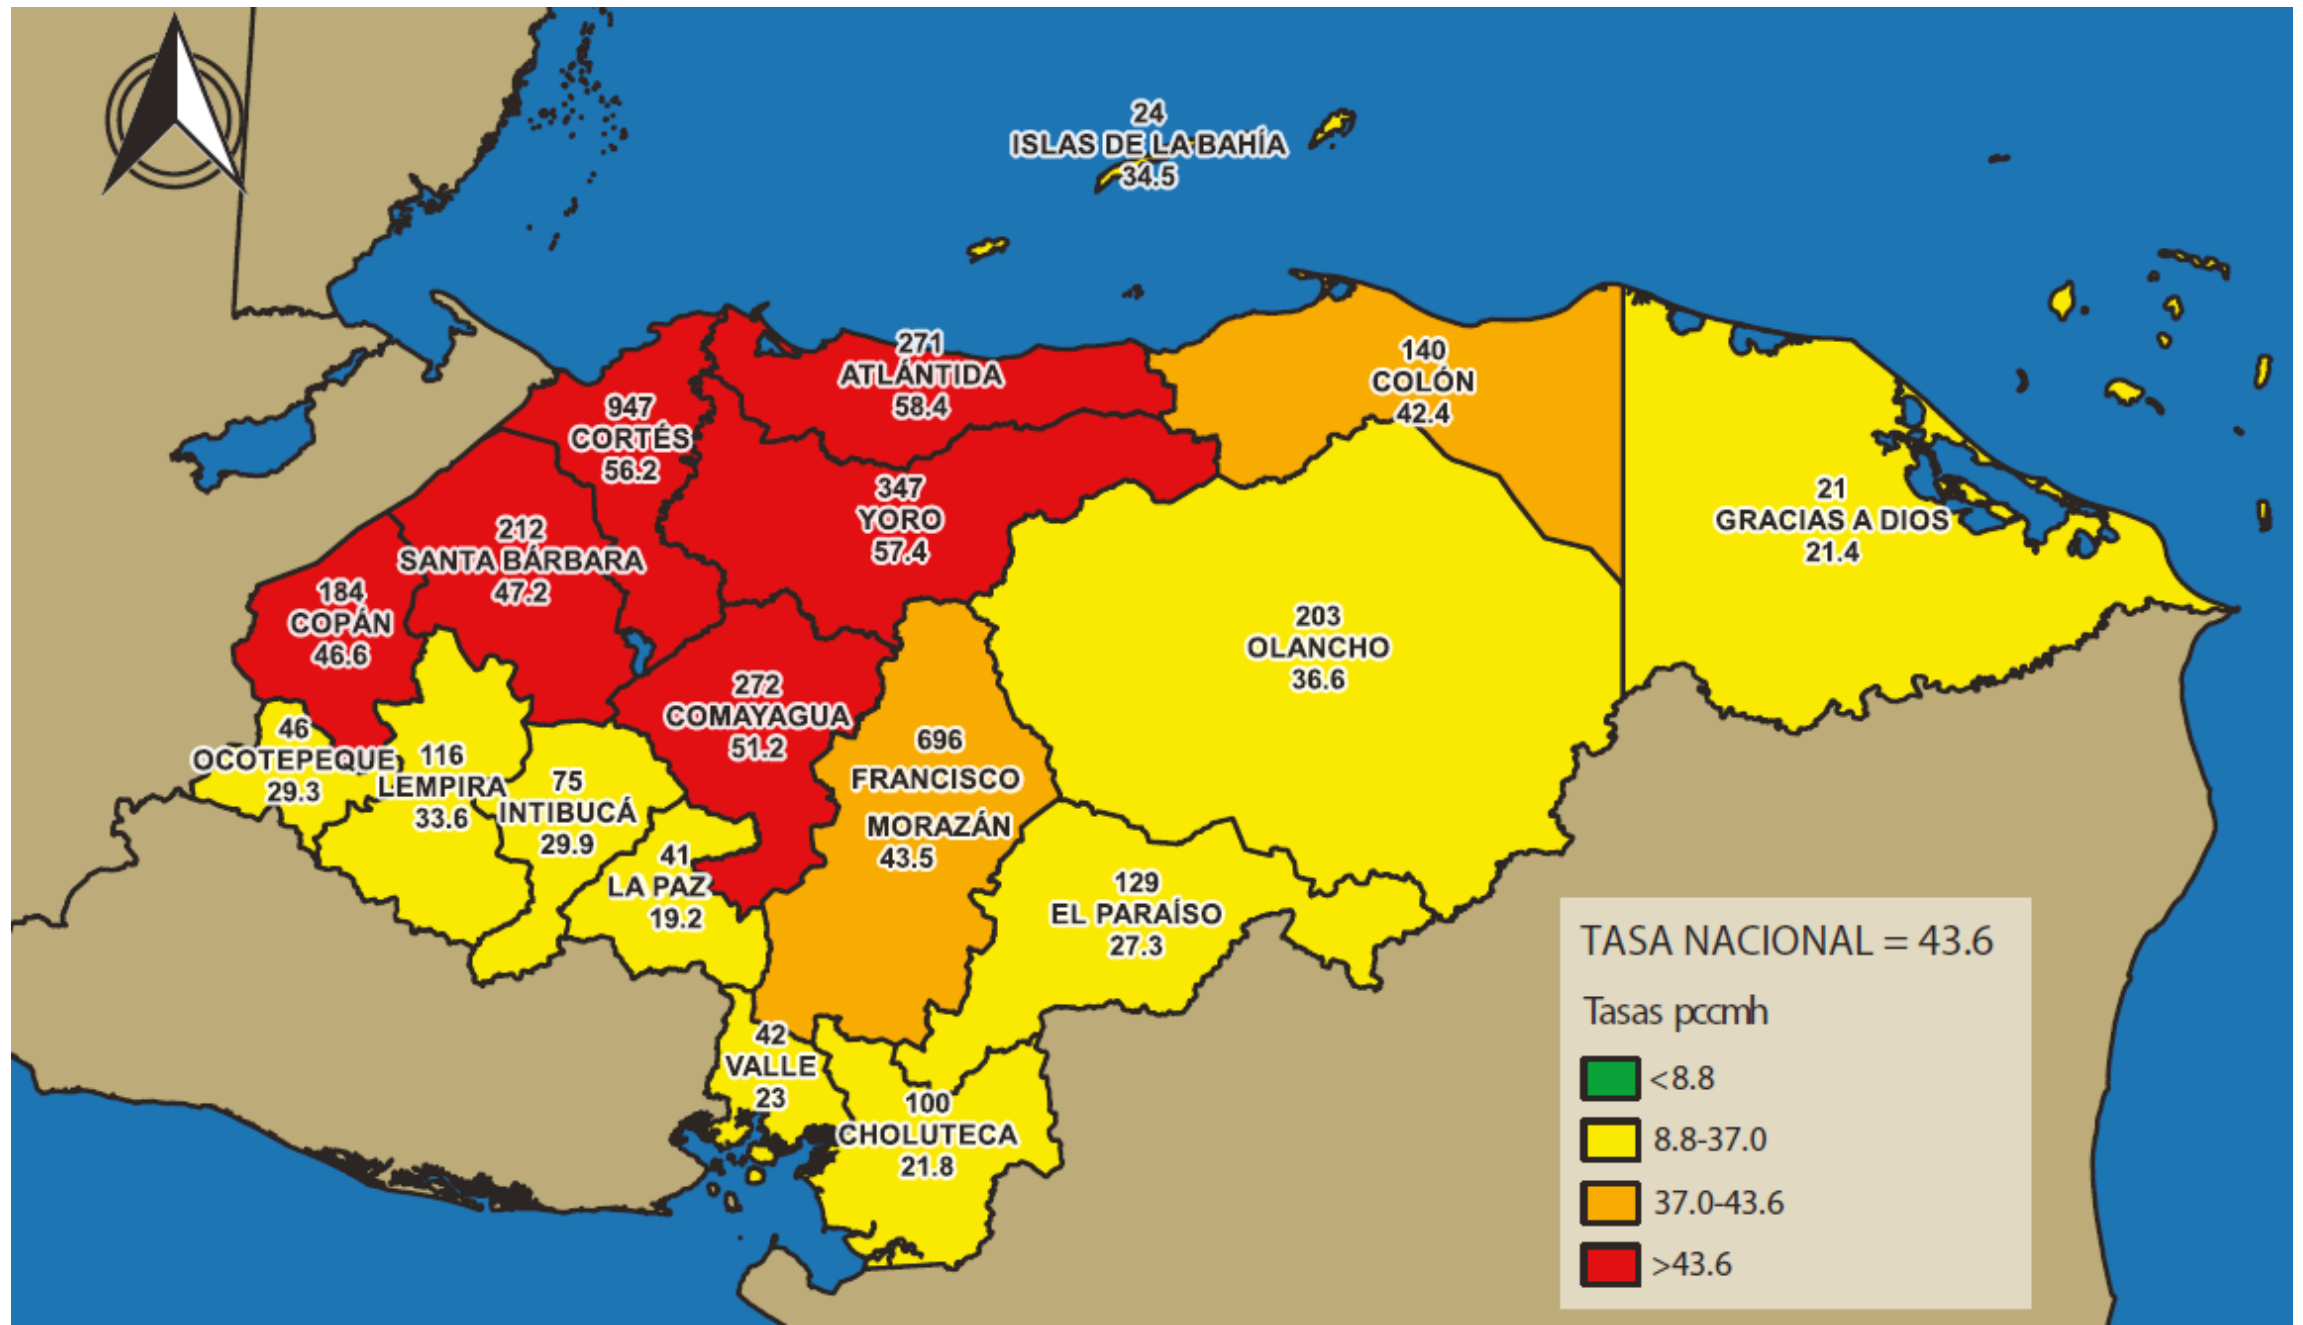 24
ISLAS DE LA BAHÍA
34.5
271
ATLÁNTIDA
58.4
140
COLÓN
42.4
947
CORTÉS
56.2
347
YORO
57.4
21
GRACIAS A DIOS
21.4
212
SANTA BÁRBARA
47.2
184
COPÁN
46.6
203
OLANCHO
36.6
272
COMAYAGUA
51.2
46
OCOTEPEQUE
29.3
116
LEMPIRA
33.6
75
INTIBUCÁ
29.9
696
FRANCISCO
MORAZÁN
43.5
41
LA PAZ
19.2
129
EL PARAÍSO
27.3
42
VALLE
23
100
CHOLUTECA
21.8
TASA NACIONAL = 43.6
Tasas pccmh
<8.8
8.8-37.0
37.0-43.6
>43.6